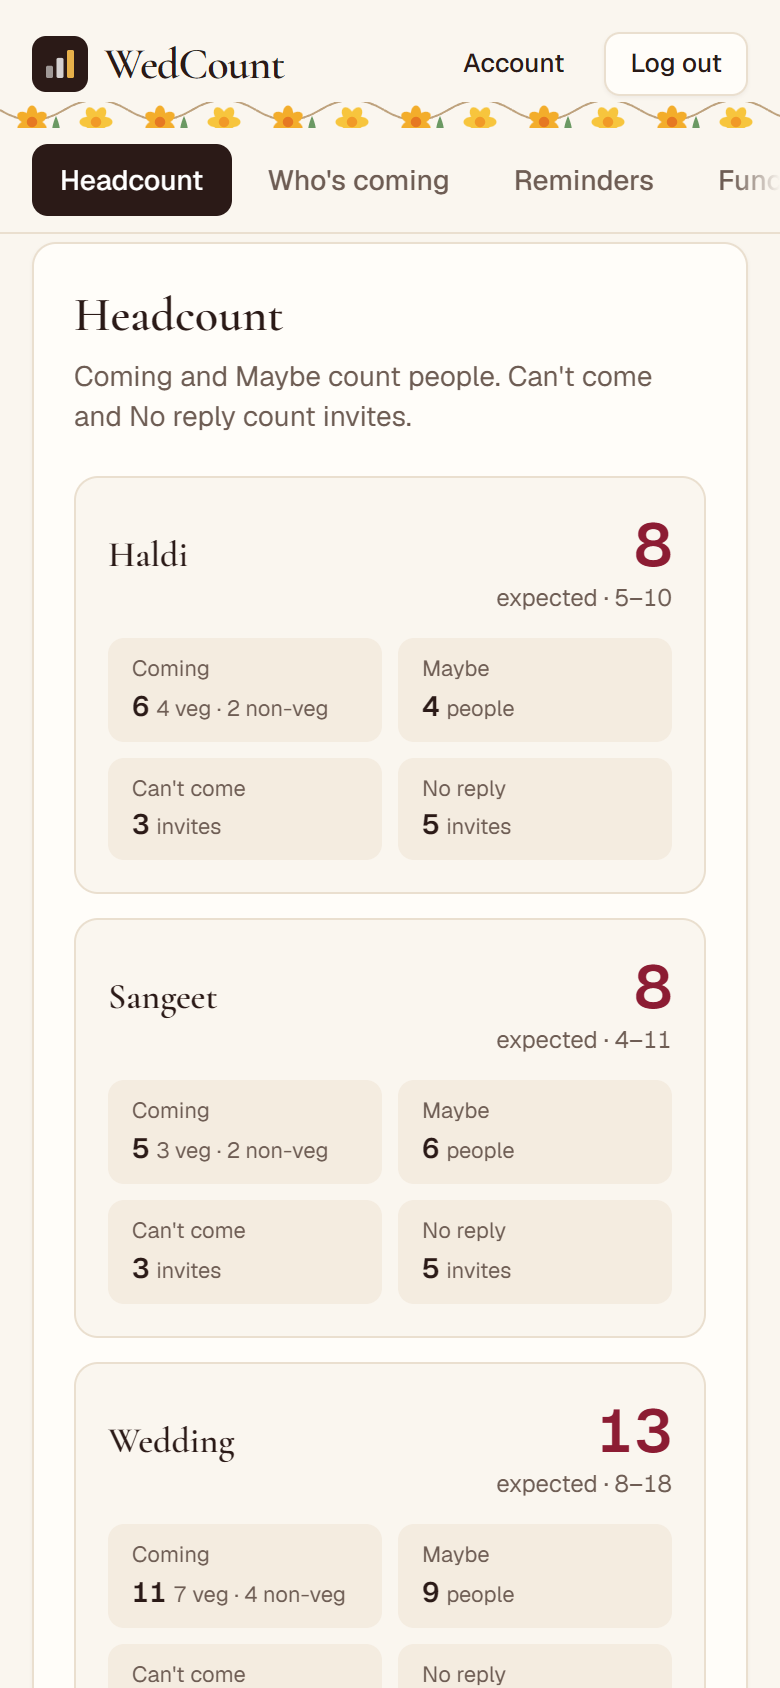 WedCount
Account
Log out
Headcount
Who's coming
Reminders
Headcount
Coming and Maybe count people. Can't come
and No reply count invites.
Haldi
8
expected · 5–10
Coming
6 4 veg · 2 non-veg
Maybe
4 people
Can't come
3 invites
No reply
5 invites
Sangeet
8
expected · 4–11
Coming
5 3 veg · 2 non-veg
Maybe
6 people
Can't come
3 invites
No reply
5 invites
Wedding
13
expected · 8–18
Coming
11 7 veg · 4 non-veg
Maybe
9 people
Can't come
No reply